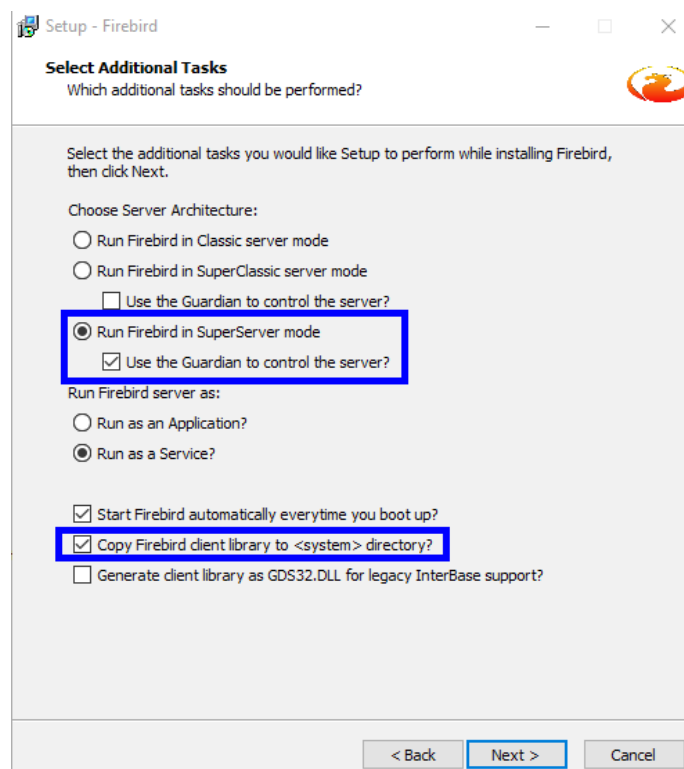 Setup - Firebird
Select Additional Tasks
Which additional tasks should be performed?
Select the additional tasks you would like Setup to perform while installing Firebird,
then click Next.
Choose Server Architecture:
Run Firebird in Classic server mode
Run Firebird in SuperClassic server mode
Use the Guardian to control the server?
Run Firebird in SuperServer mode
Use the Guardian to control the server?
Run Firebird server as:
Run as an Application?
Run as a Service?
Start Firebird automatically everytime you boot up?
Copy Firebird client library to <system> directory?
Generate client library as GDS32.DLL for legacy InterBase support?
< Back
Next >
Cancel